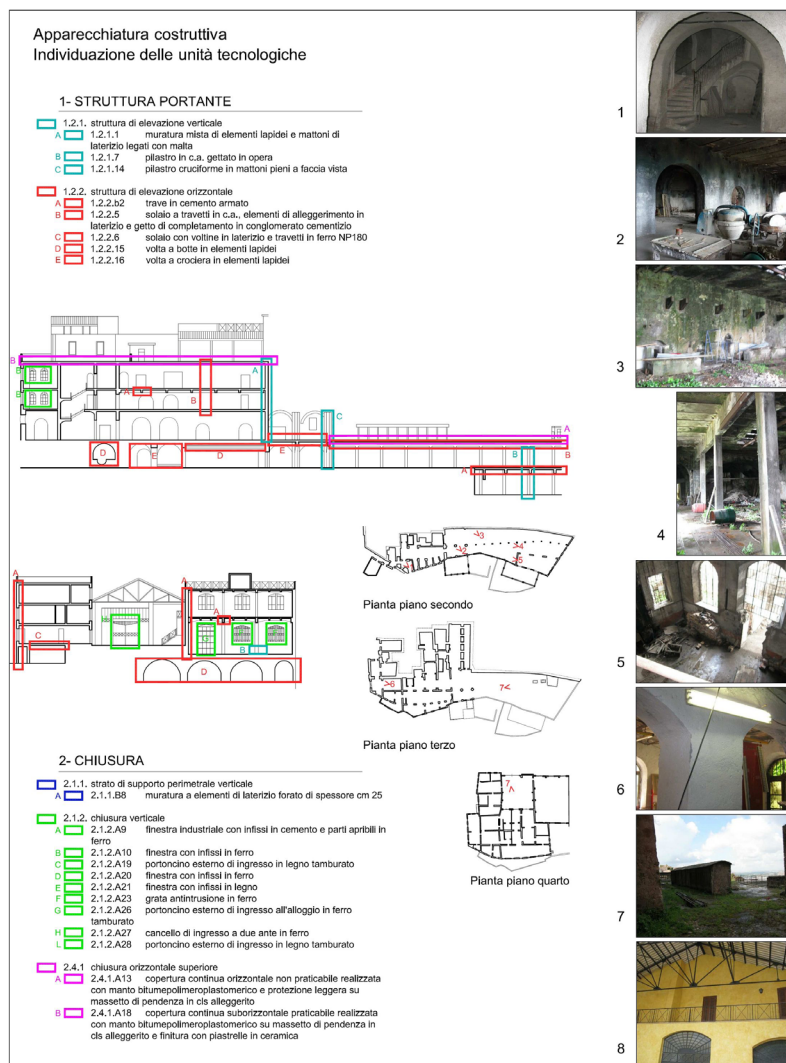 Apparecchiatura costruttiva
Individuazione delle unità tecnologiche
1- STRUTTURA PORTANTE
1.2.1. struttura di elevazione verticale
A 1.2.1.1 muratura mista di elementi lapidei e mattoni di
laterizio legati con malta
B 1.2.1.7 pilastro in c.a. gettato in opera
C 1.2.1.14 pilastro cruciforme in mattoni pieni a faccia vista
1.2.2. struttura di elevazione orizzontale
A 1.2.2.b2 trave in cemento armato
B 1.2.2.5 solaio a travetti in c.a., elementi di alleggerimento in
laterizio e getto di completamento in conglomerato cementizio
C 1.2.2.6 solaio con voltine in laterizio e travetti in ferro NP180
D 1.2.2.15 volta a botte in elementi lapidei
E 1.2.2.16 volta a crociera in elementi lapidei
B
B
B
A
A
B
C
A
D
E
D
E
B
B
A
A
A
A
C
B
D
1
2
3
4
5
Pianta piano secondo
6
7
Pianta piano terzo
7
Pianta piano quarto
2- CHIUSURA
2.1.1. strato di supporto perimetrale verticale
A 2.1.1.B8 muratura a elementi di laterizio forato di spessore cm 25
2.1.2. chiusura verticale
A 2.1.2.A9 finestra industriale con infissi in cemento e parti apribili in
ferro
B 2.1.2.A10 finestra con infissi in ferro
C 2.1.2.A19 portoncino esterno di ingresso in legno tamburato
D 2.1.2.A20 finestra con infissi in ferro
E 2.1.2.A21 finestra con infissi in legno
F 2.1.2.A23 grata antintrusione in ferro
G 2.1.2.A26 portoncino esterno di ingresso all'alloggio in ferro
tamburato
H 2.1.2.A27 cancello di ingresso a due ante in ferro
L 2.1.2.A28 portoncino esterno di ingresso in legno tamburato
2.4.1 chiusura orizzontale superiore
A 2.4.1.A13 copertura continua orizzontale non praticabile realizzata
con manto bitumepolimeroplastomerico e protezione leggera su
massetto di pendenza in cls alleggerito
B 2.4.1.A18 copertura continua suborizzontale praticabile realizzata
con manto bitumepolimeroplastomerico su massetto di pendenza in
cls alleggerito e finitura con piastrelle in ceramica
1
2
3
4
5
6
7
8